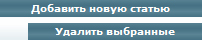 Добавить новую статью
Удалить выбранные